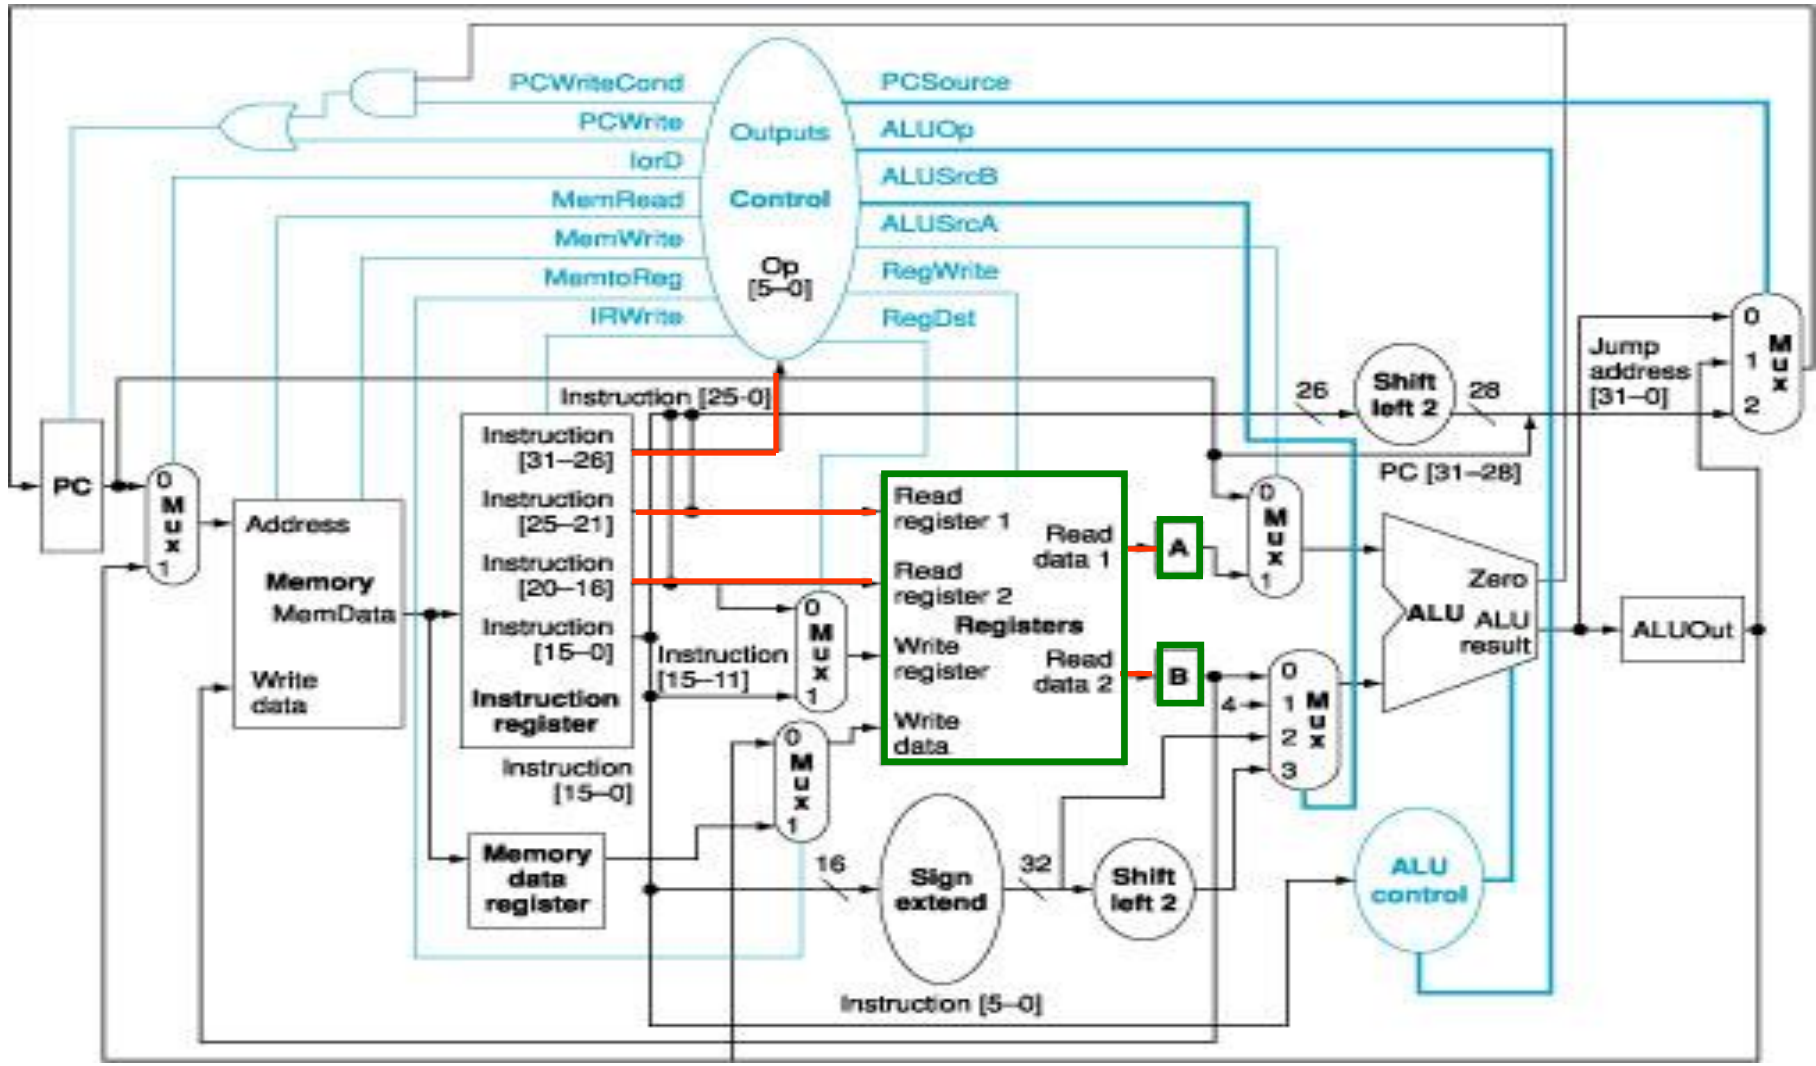 PCWriteCond
PCWrite
IorD
MemRead
MemWrite
MemtoReg
IRWrite
Outputs
Control
Op
[5–0]
PCSource
ALUOp
ALUSrcB
ALUSrcA
RegWrite
RegDst
PC
0
M
u
x
1
Address
Memory
MemData
Write
data
Instruction [25-0]
Instruction
[31–26]
Instruction
[25–21]
Instruction
[20–16]
Instruction
[15–0]
Instruction
register
Instruction
[15–0]
Memory
data
register
Instruction
[15–11]
0
M
u
x
1
0
M
u
x
1
Read
register 1
Read
register 2
Registers
Write
register
Write
data
Read
data 1
Read
data 2
A
B
4
0
M
u
x
1
0
1 M
u
2 x
3
16
Sign
extend
32
Shift
left 2
Instruction [5–0]
26
Shift
left 2
28
PC [31–28]
Jump
address
[31–0]
0
M
1 u
x
2
Zero
ALU
ALU
result
ALUOut
ALU
control